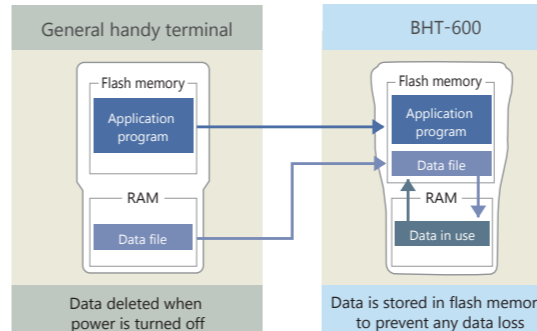 General handy terminal
Flash memory
Application
program
RAM
Data file
Data deleted when
power is turned off
BHT-600
Flash memory
Application
program
Data file
RAM
Data in use
Data is stored in flash memor
to prevent any data loss